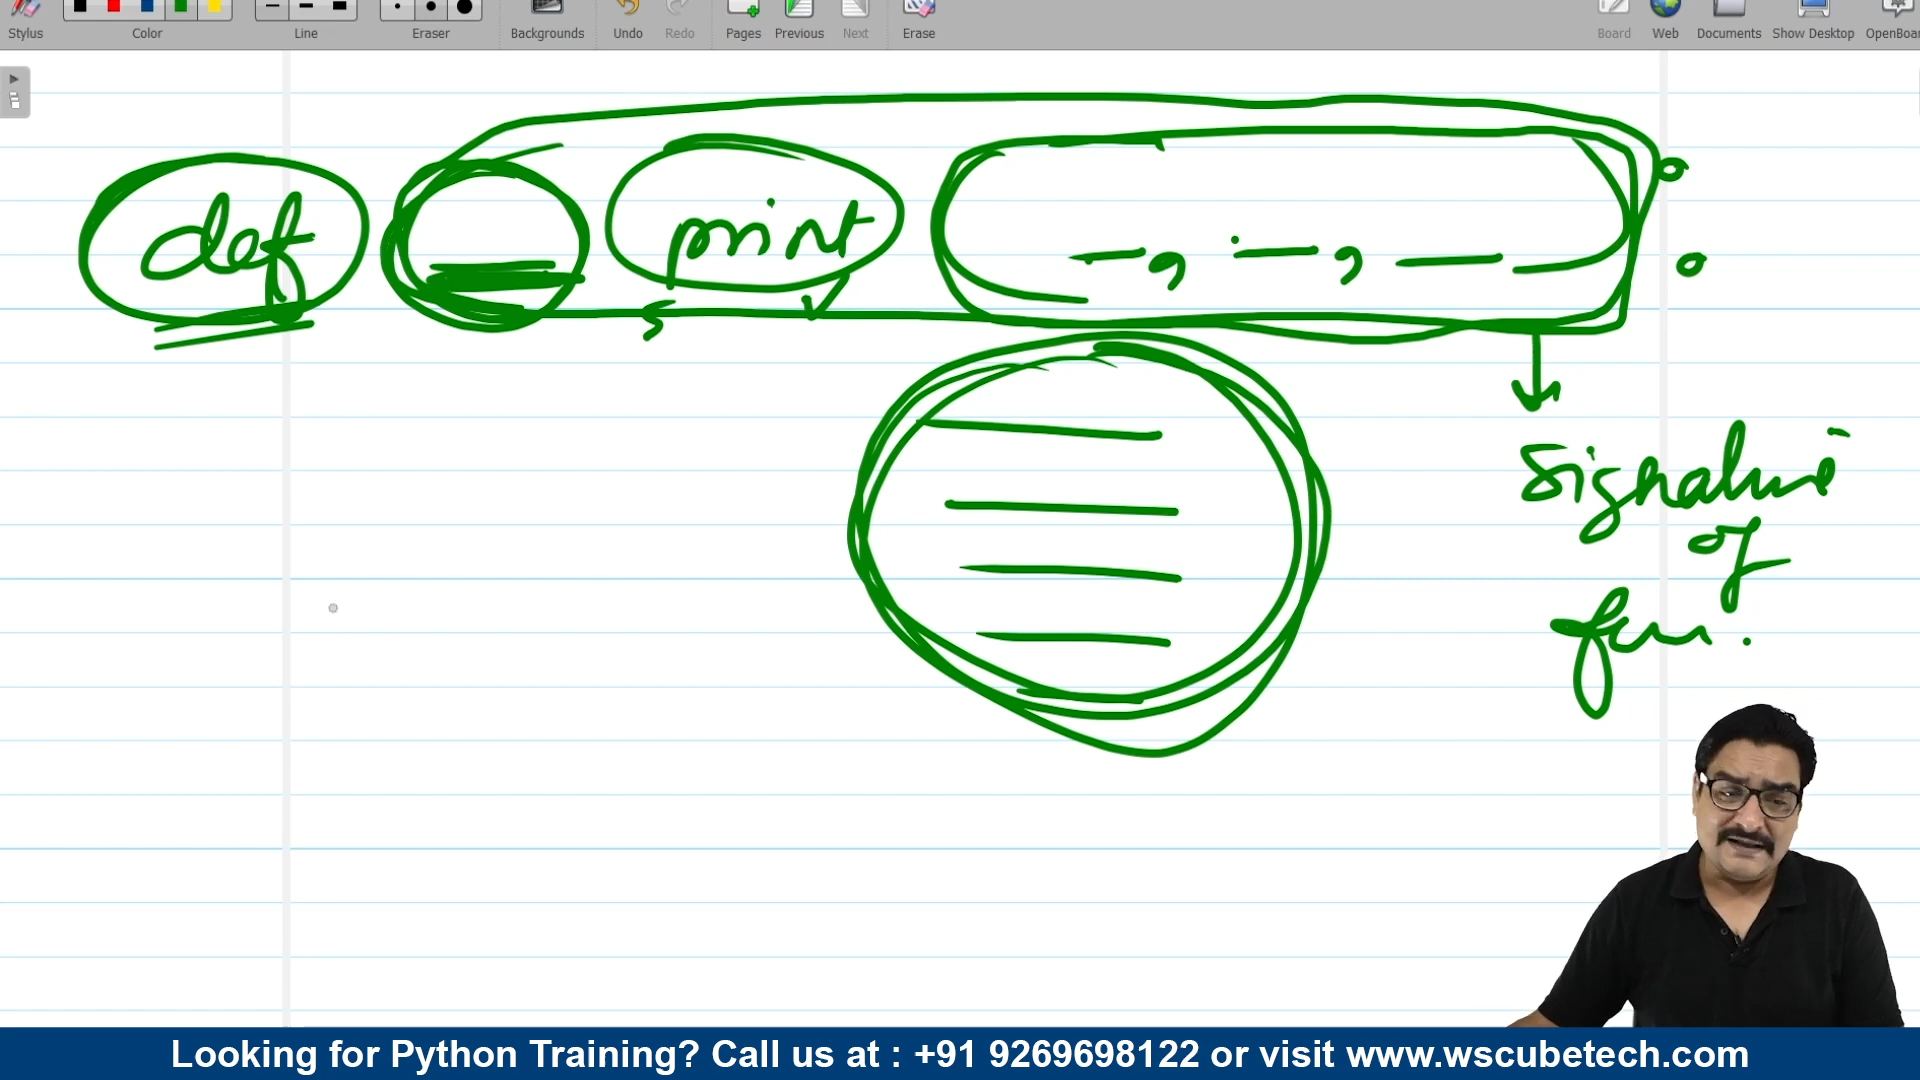 Stylus Color Line Eraser Backgrounds Undo Redo Pages Previous Next Erase Board Web Documents Show Desktop OpenBoar
def print ( —, —, — ) :
signature
of
fun.
Looking for Python Training? Call us at : +91 9269698122 or visit www.wscubetech.com